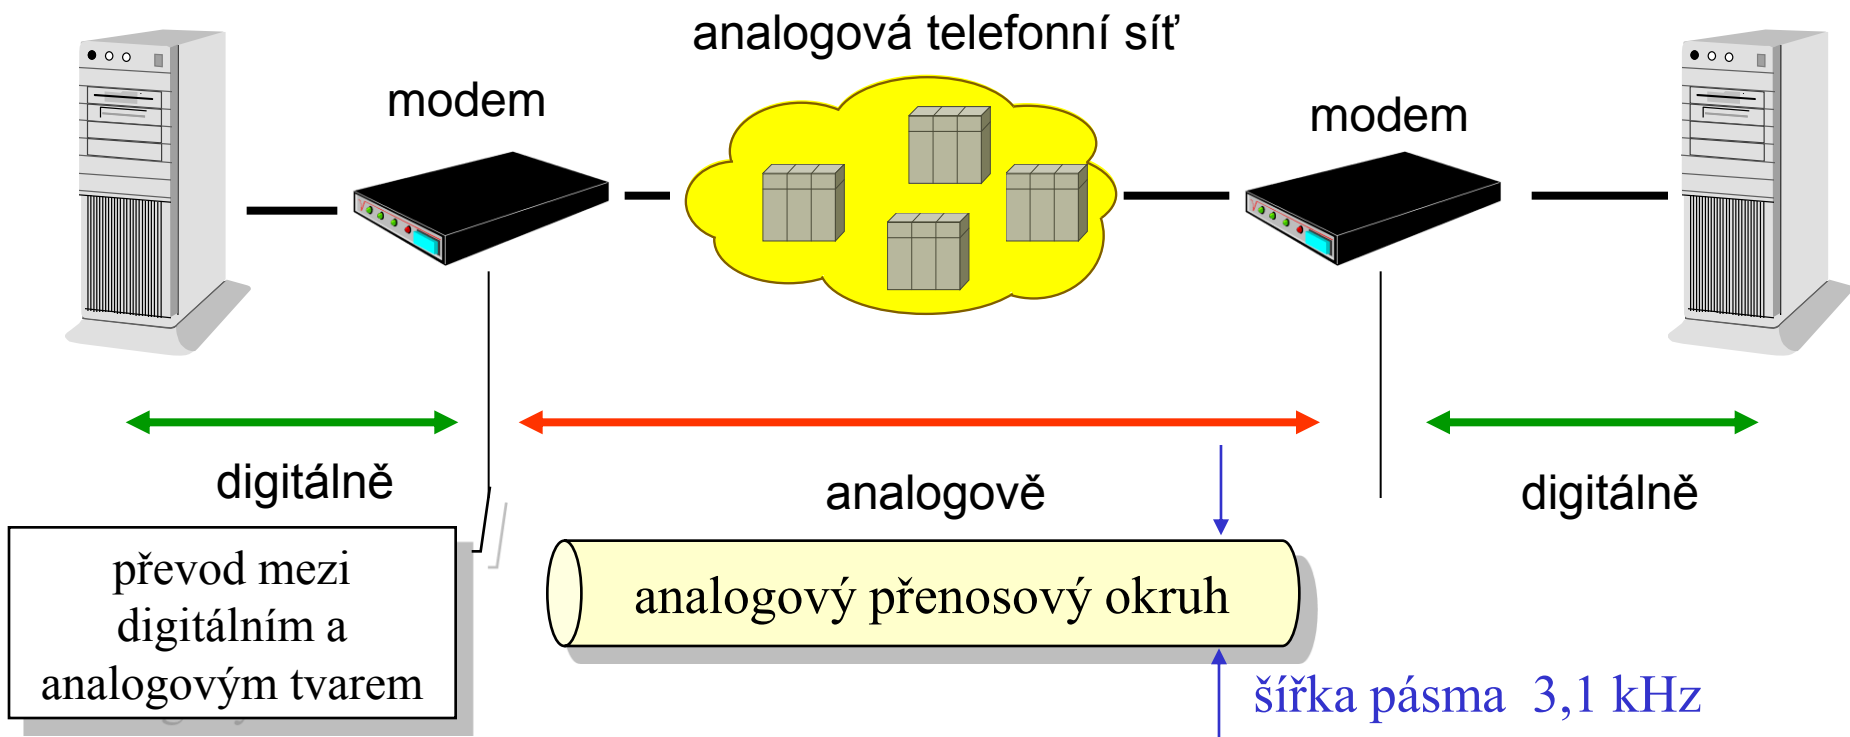 analogová telefonní síť
modem
modem
digitálně
analogově
digitálně
převod mezi
digitálním a
analogovým tvarem
analogový přenosový okruh
šířka pásma 3,1 kHz